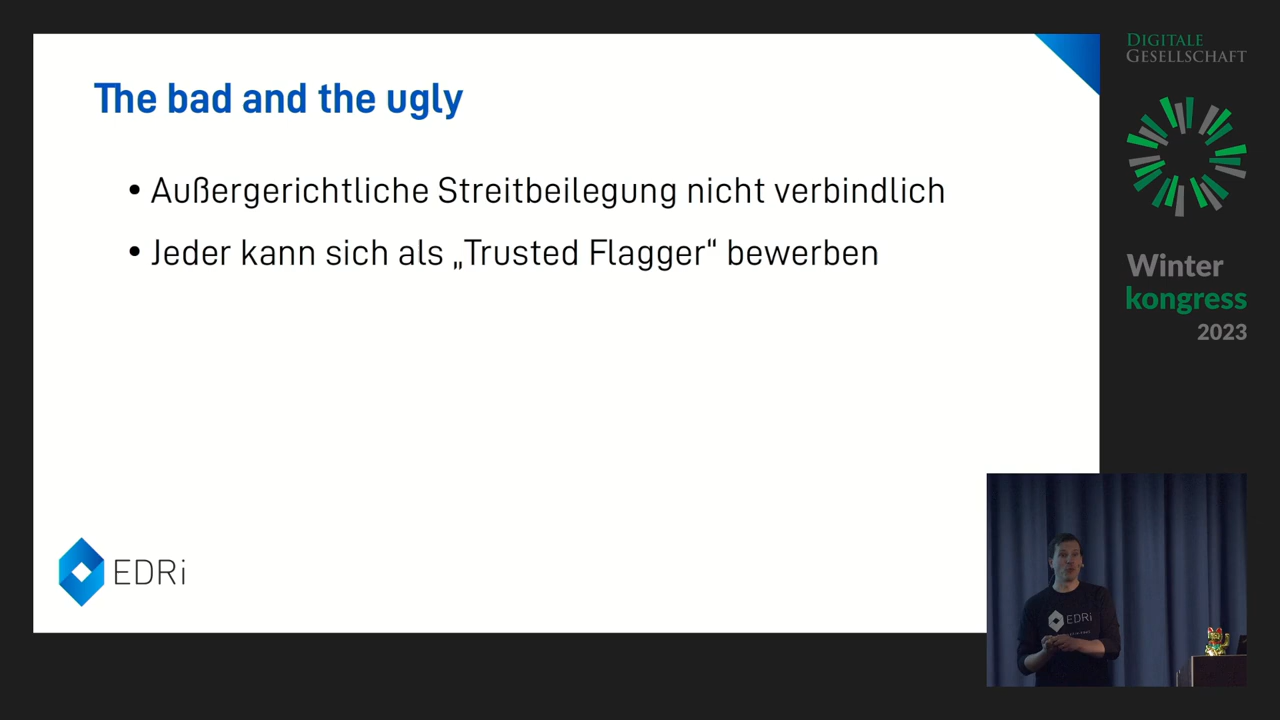 The bad and the ugly
• Außergerichtliche Streitbeilegung nicht verbindlich
• Jeder kann sich als „Trusted Flagger“ bewerben
EDRi
DIGITALE
GESELLSCHAFT
Winter
kongress
2023
EDRi